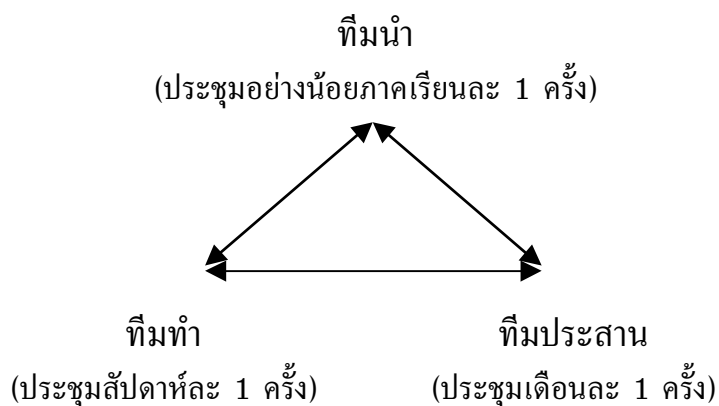 ทีมนำ
(ประชุมอย่างน้อยภาคเรียนละ 1 ครั้ง)
ทีมทำ
ทีมประสาน
(ประชุมสัปดาห์ละ 1 ครั้ง)
(ประชุมเดือนละ 1 ครั้ง)